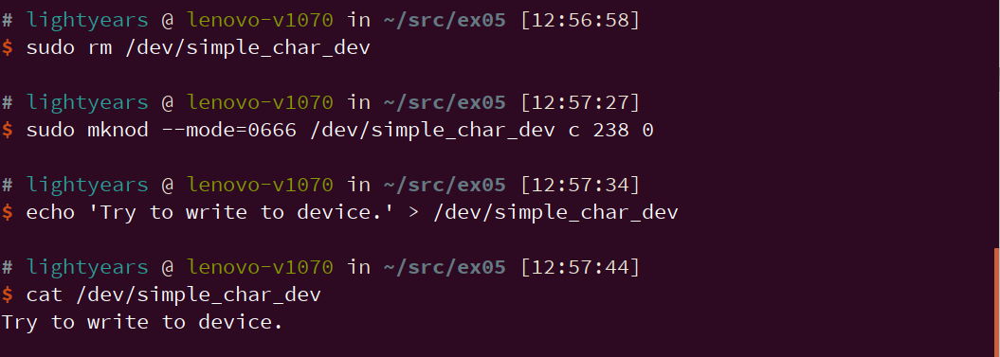 # lightyears @ lenovo-v1070 in ~/src/ex05 [12:56:58]
$ sudo rm /dev/simple_char_dev
# lightyears @ lenovo-v1070 in ~/src/ex05 [12:57:27]
$ sudo mknod --mode=0666 /dev/simple_char_dev c 238 0
# lightyears @ lenovo-v1070 in ~/src/ex05 [12:57:34]
$ echo 'Try to write to device.' > /dev/simple_char_dev
# lightyears @ lenovo-v1070 in ~/src/ex05 [12:57:44]
$ cat /dev/simple_char_dev
Try to write to device.